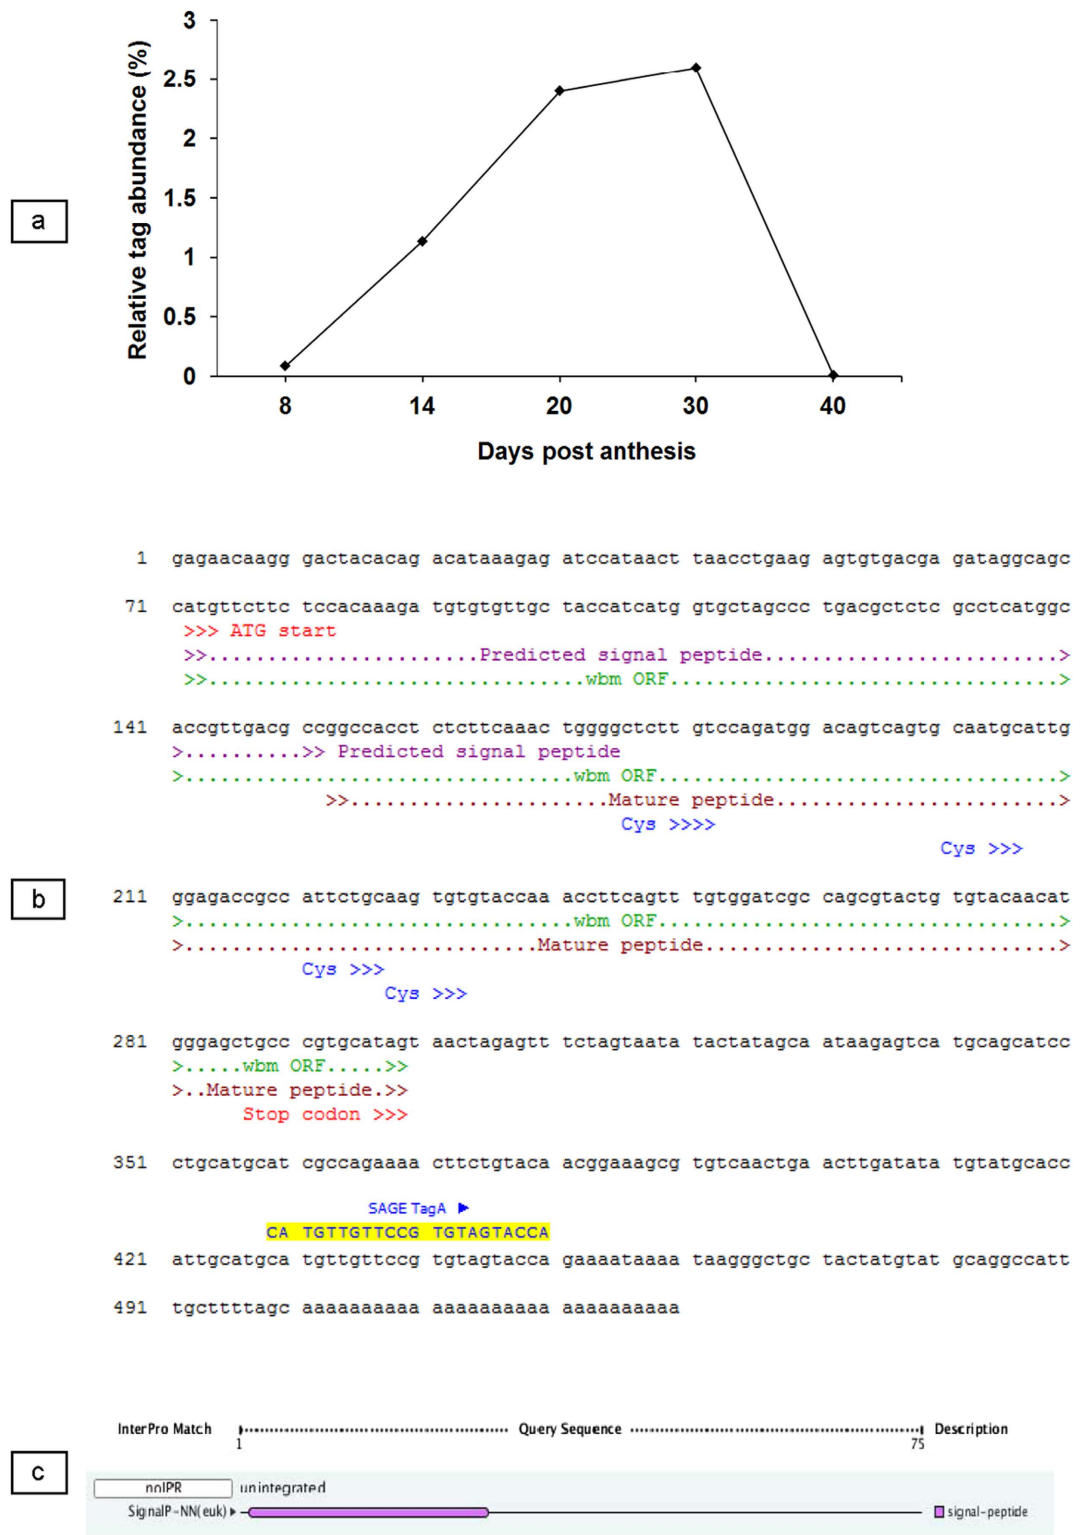 3
2.5
2
1.5
1
0.5
0
Relative tag abundance (%)
a
8 14 20 30 40
Days post anthesis
1 gagaacaagg gactacacag acataaagag atccataact taacctgaag agtgtgacga gataggcagc
71 catgttcttc tccacaaaga tgtgtgttgc taccatcatg gtgctagccc tgacgctctc gcctcatggc
>>> ATG start
>>.......................Predicted signal peptide.........................>
>>................................wbm ORF.................................>
141 accgttgacg ccggccacct ctcttcaaac tggggctctt gtccagatgg acagtcagtg caatgcattg
>..........>> Predicted signal peptide
>.................................wbm ORF..................................>
>>......................Mature peptide........................>
Cys >>>>
Cys >>>
b
211 ggagaccgcc attctgcaag tgtgtaccaa accttcagtt tgtggatcgc cagcgtactg tgtacaacat
>.................................wbm ORF..................................>
>..............................Mature peptide..............................>
Cys >>>
Cys >>>
281 gggagctgcc cgtgcatagt aactagagtt tctagtaata tactatagca ataagagtca tgcagcatcc
>.....wbm ORF.....>>
>..Mature peptide.>>
Stop codon >>>
351 ctgcatgcat cgccagaaaa cttctgtaca acggaaagcg tgtcaactga acttgatata tgtatgcacc
SAGE TagA ►
CA TGTTGTTCCG TGTAGTACCA
421 attgcatgca tgttgttccg tgtagtacca gaaaataaaa taagggctgc tactatgtat gcaggccatt
491 tgcttttagc aaaaaaaaaa aaaaaaaaaa aaaaaaaaaa
InterPro Match Query Sequence Description
1 75
c
noIPR unintegrated
SignalP-NN(euk) signal-peptide